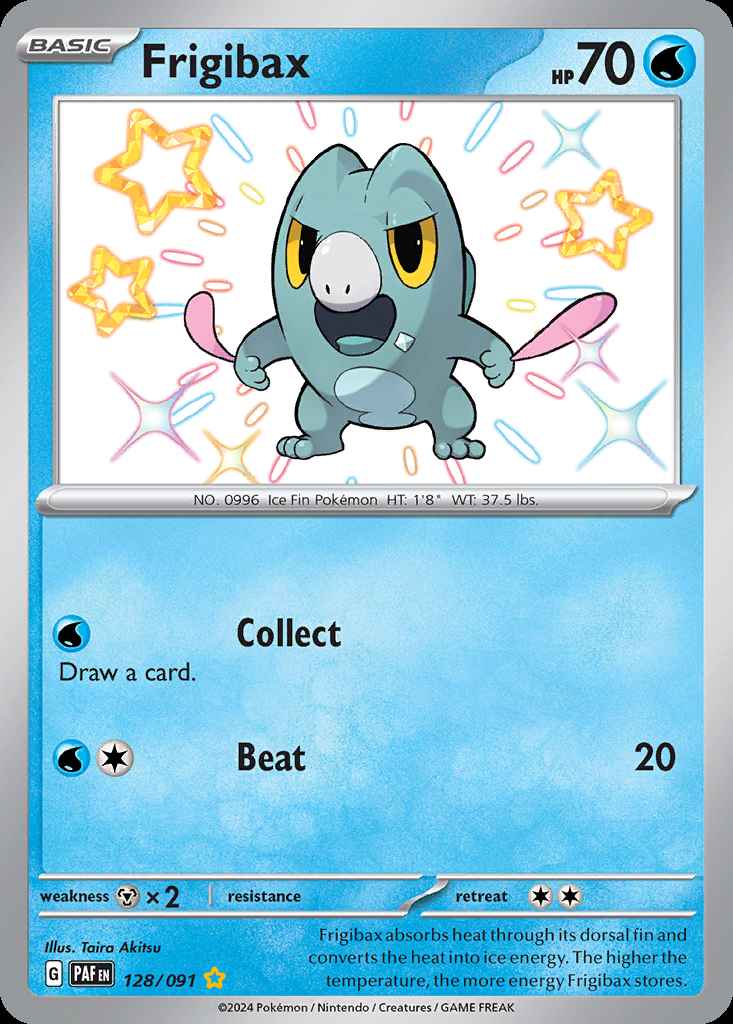 BASIC
Frigibax
HP 70
NO. 0996 Ice Fin Pokémon HT: 1'8" WT: 37.5 lbs.
Collect
Draw a card.
Beat 20
weakness ×2 resistance retreat
Illus. Taira Akitsu
Frigibax absorbs heat through its dorsal fin and
converts the heat into ice energy. The higher the
temperature, the more energy Frigibax stores.
G PAF EN 128/091
©2024 Pokémon / Nintendo / Creatures / GAME FREAK